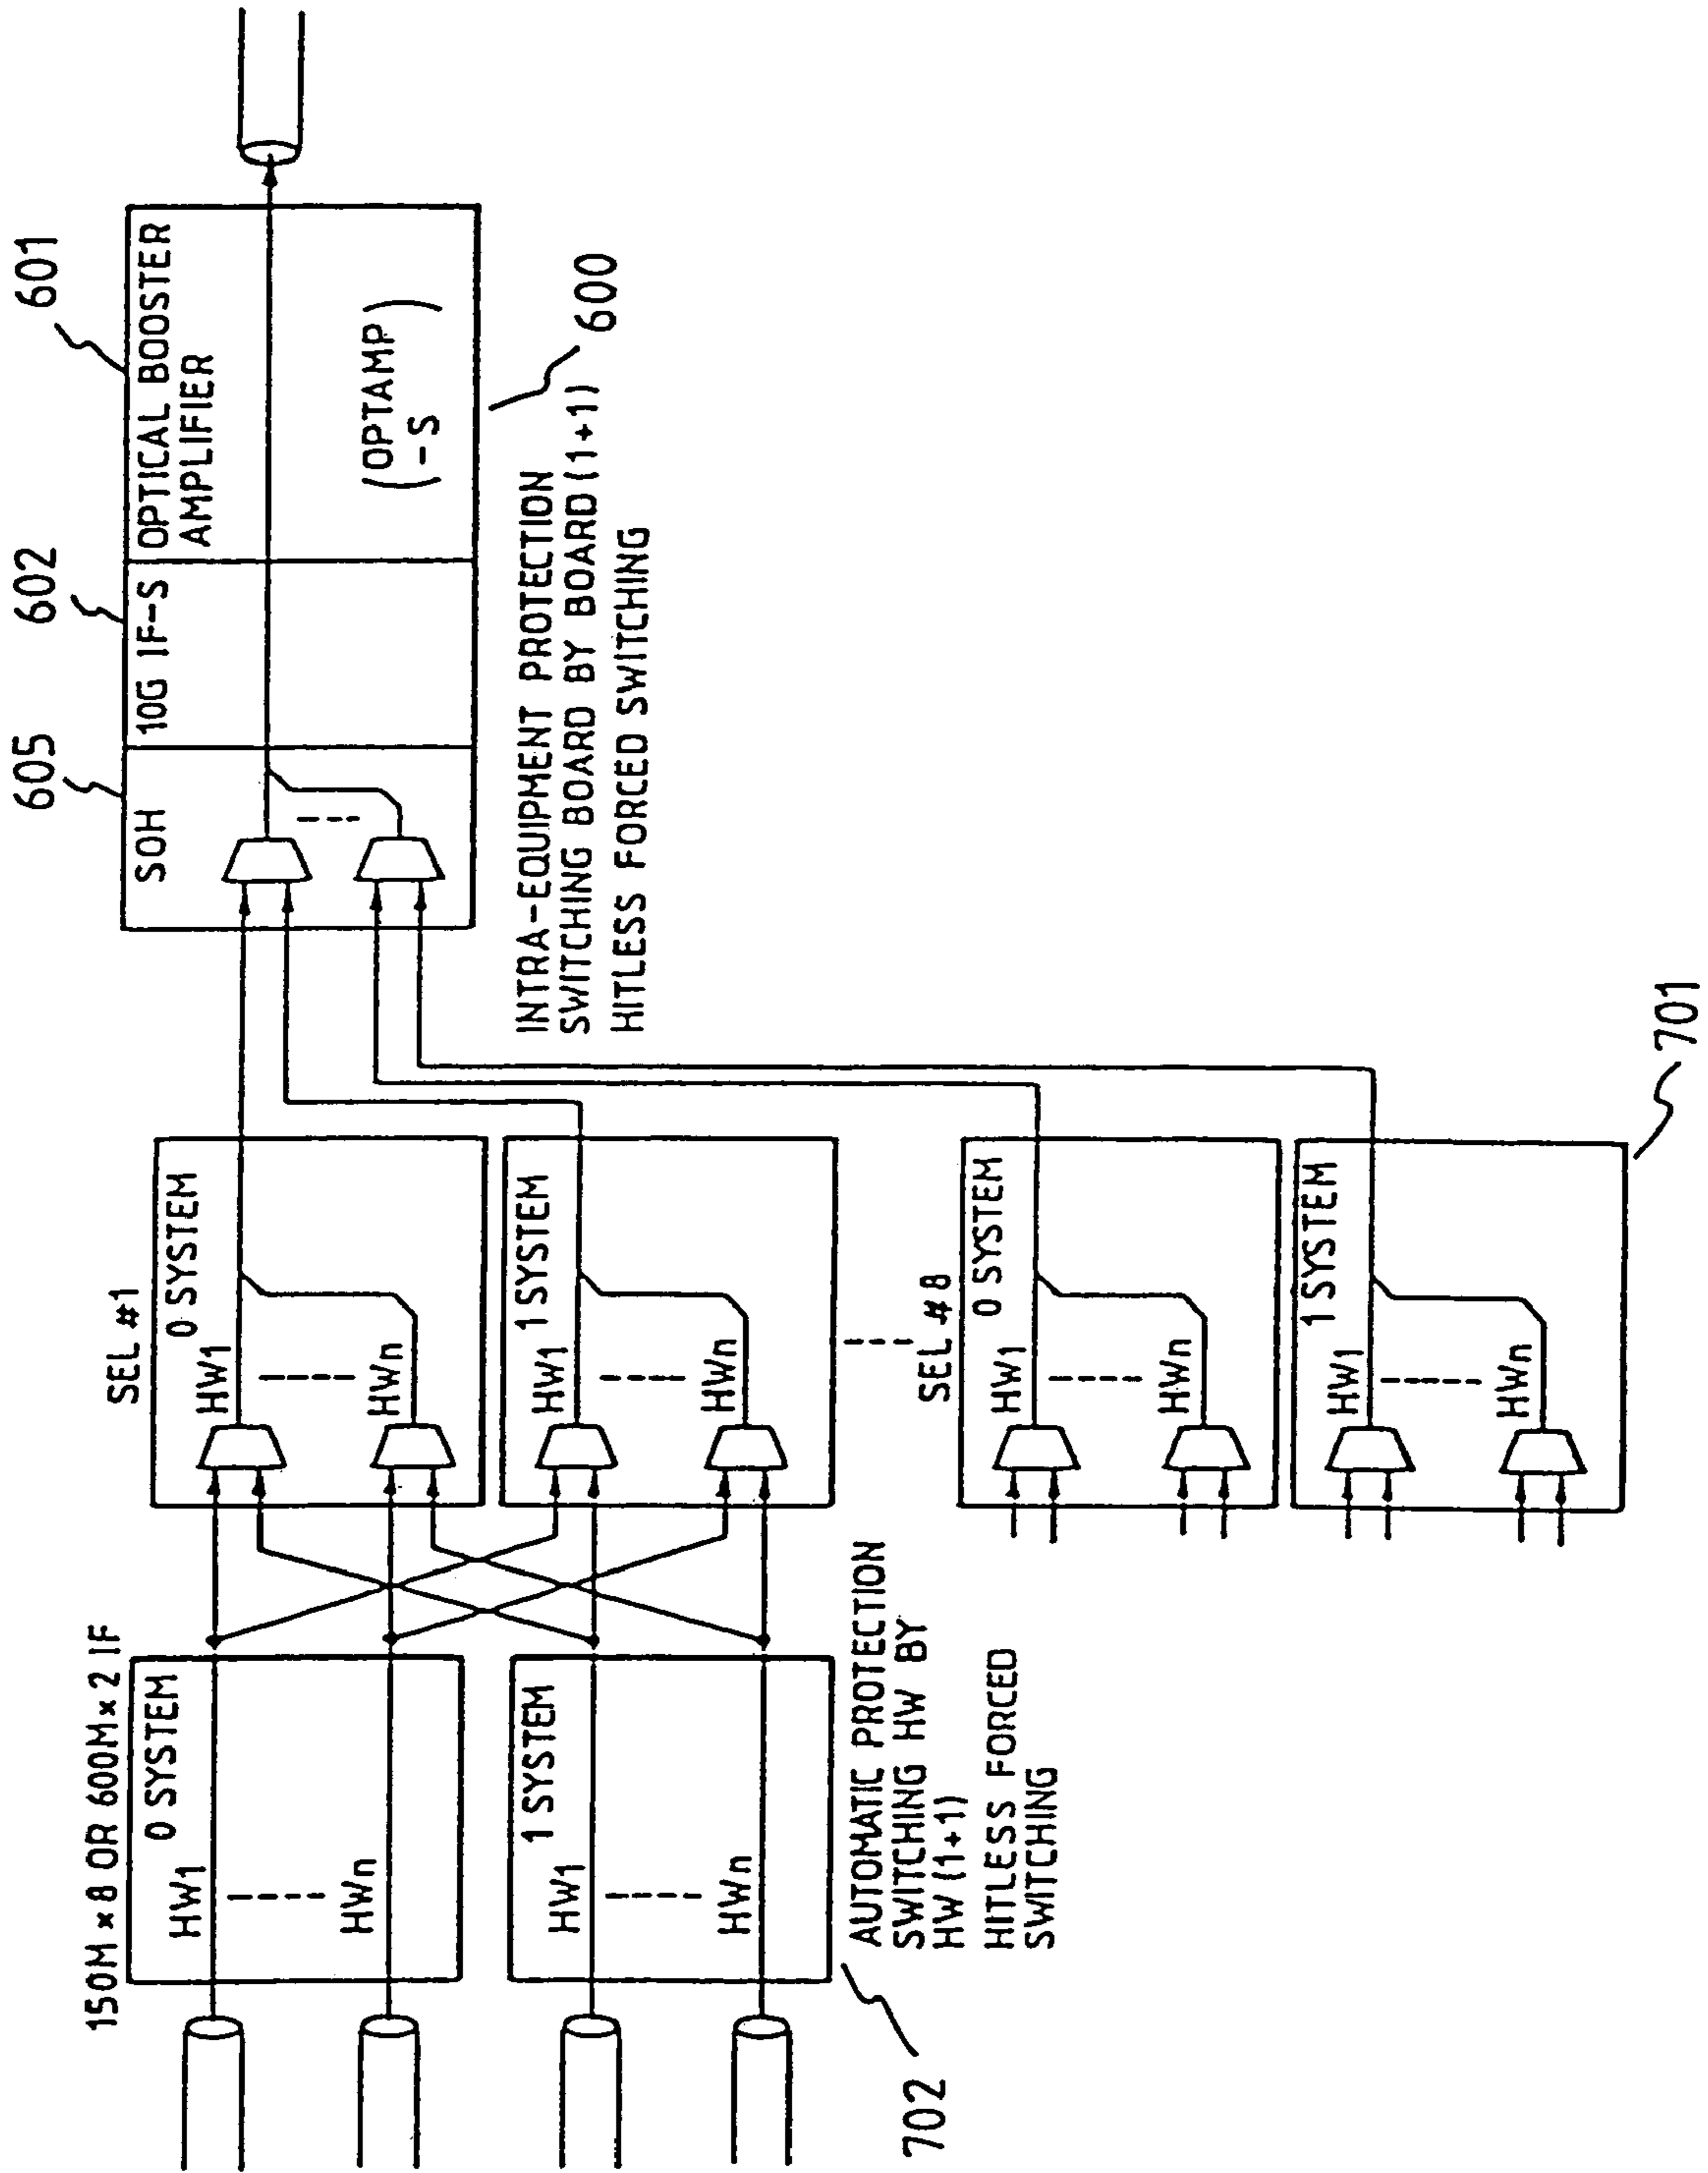 605
602
601
SOH
10G IF-S
OPTICAL BOOSTER
AMPLIFIER
(OPTAMP)
-S
600
INTRA-EQUIPMENT PROTECTION
SWITCHING BOARD BY BOARD (1+1)
HITLESS FORCED SWITCHING
150M × 8 OR 600M × 2 IF
0 SYSTEM
HW1
HWn
1 SYSTEM
HW1
HWn
702
AUTOMATIC PROTECTION
SWITCHING HW BY
HW (1+1)
HITLESS FORCED
SWITCHING
SEL #1
0 SYSTEM
HW1
HWn
1 SYSTEM
HW1
HWn
SEL #8
0 SYSTEM
HW1
HWn
1 SYSTEM
HW1
HWn
701